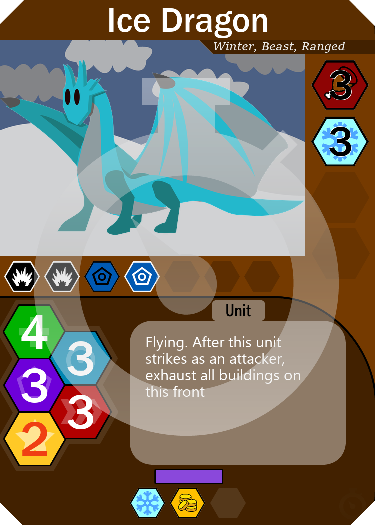 Ice Dragon
Winter, Beast, Ranged
3
3
Unit
4
3
3
3
2
Flying. After this unit
strikes as an attacker,
exhaust all buildings on
this front